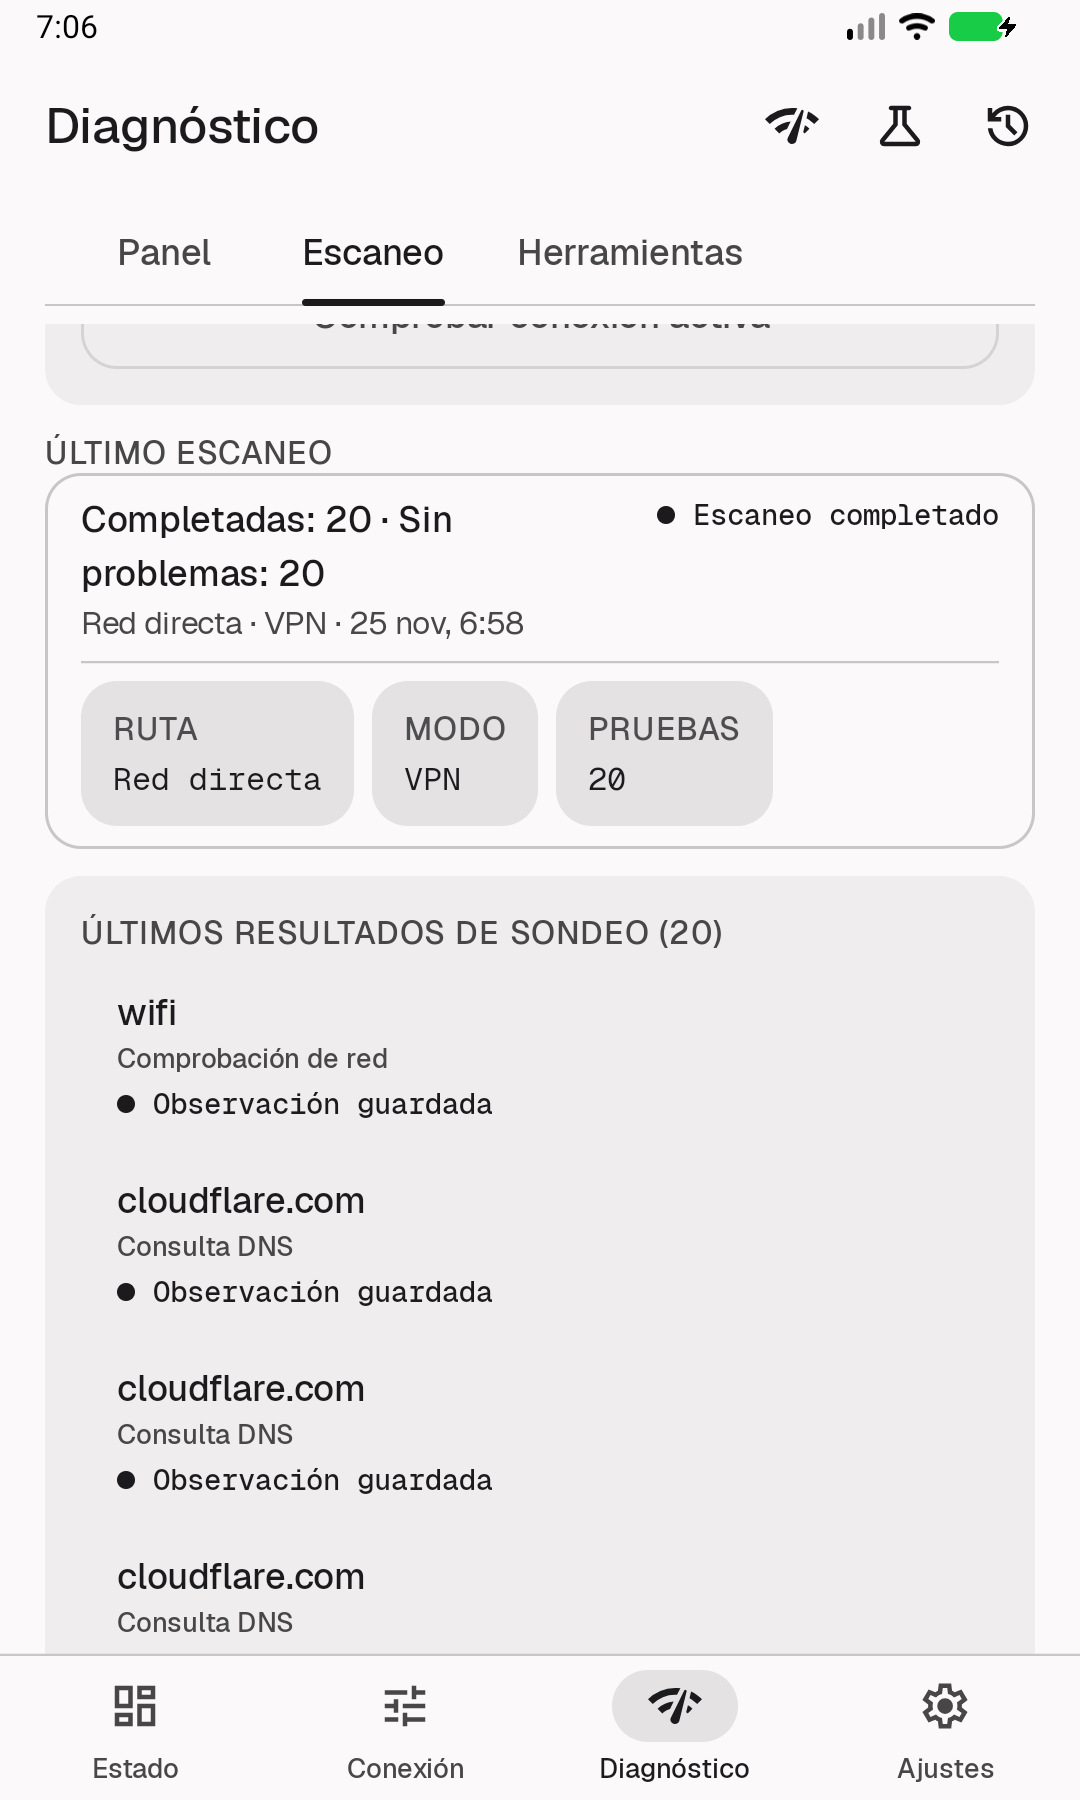 7:06
Diagnóstico
Panel
Escaneo
Herramientas
Comprobar conexión activa
ÚLTIMO ESCANEO
Completadas: 20 · Sin
problemas: 20
Escaneo completado
Red directa · VPN · 25 nov, 6:58
RUTA
Red directa
MODO
VPN
PRUEBAS
20
ÚLTIMOS RESULTADOS DE SONDEO (20)
wifi
Comprobación de red
Observación guardada
cloudflare.com
Consulta DNS
Observación guardada
cloudflare.com
Consulta DNS
Observación guardada
cloudflare.com
Consulta DNS
Estado
Conexión
Diagnóstico
Ajustes